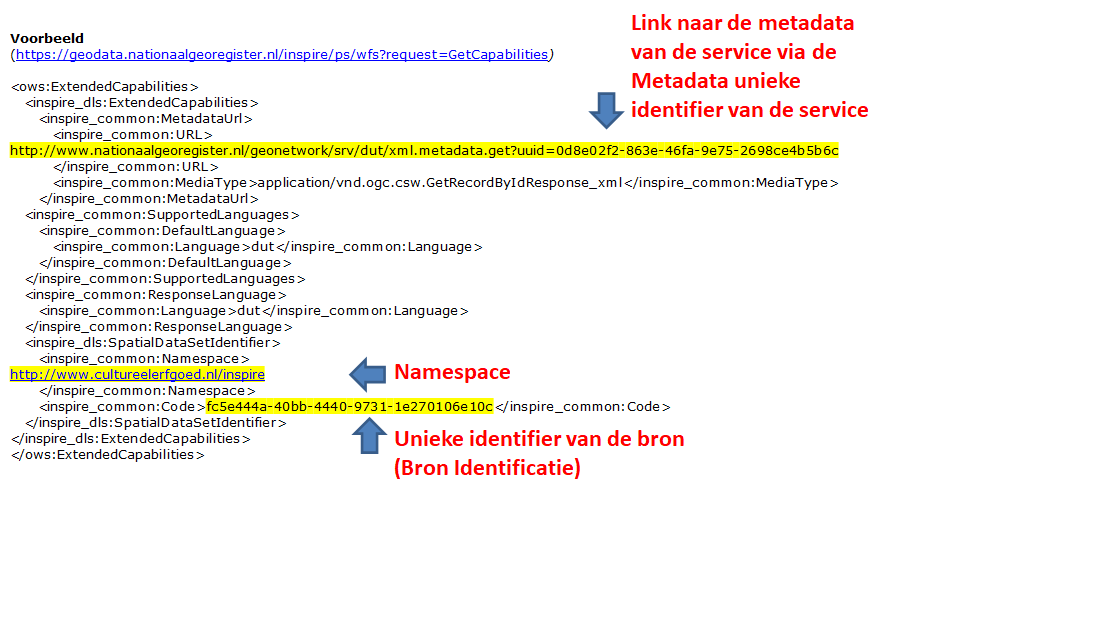 Voorbeeld
(https://geodata.nationaalgeoregister.nl/inspire/ps/wfs?request=GetCapabilities)
Link naar de metadata
van de service via de
Metadata unieke
identifier van de service
<ows:ExtendedCapabilities>
<inspire_dls:ExtendedCapabilities>
<inspire_common:MetadataUrl>
<inspire_common:URL>
http://www.nationaalgeoregister.nl/geonetwork/srv/dut/xml.metadata.get?uuid=0d8e02f2-863e-46fa-9e75-2698ce4b5b6c
</inspire_common:URL>
<inspire_common:MediaType>application/vnd.ogc.csw.GetRecordByIdResponse_xml</inspire_common:MediaType>
</inspire_common:MetadataUrl>
<inspire_common:SupportedLanguages>
<inspire_common:DefaultLanguage>
<inspire_common:Language>dut</inspire_common:Language>
</inspire_common:DefaultLanguage>
</inspire_common:SupportedLanguages>
<inspire_common:ResponseLanguage>
<inspire_common:Language>dut</inspire_common:Language>
</inspire_common:ResponseLanguage>
<inspire_dls:SpatialDataSetIdentifier>
<inspire_common:Namespace>
http://www.cultureelerfgoed.nl/inspire
Namespace
</inspire_common:Namespace>
<inspire_common:Code>fc5e444a-40bb-4440-9731-1e270106e10c</inspire_common:Code>
</inspire_dls:SpatialDataSetIdentifier>
</inspire_dls:ExtendedCapabilities>
</ows:ExtendedCapabilities>
Unieke identifier van de bron
(Bron Identificatie)